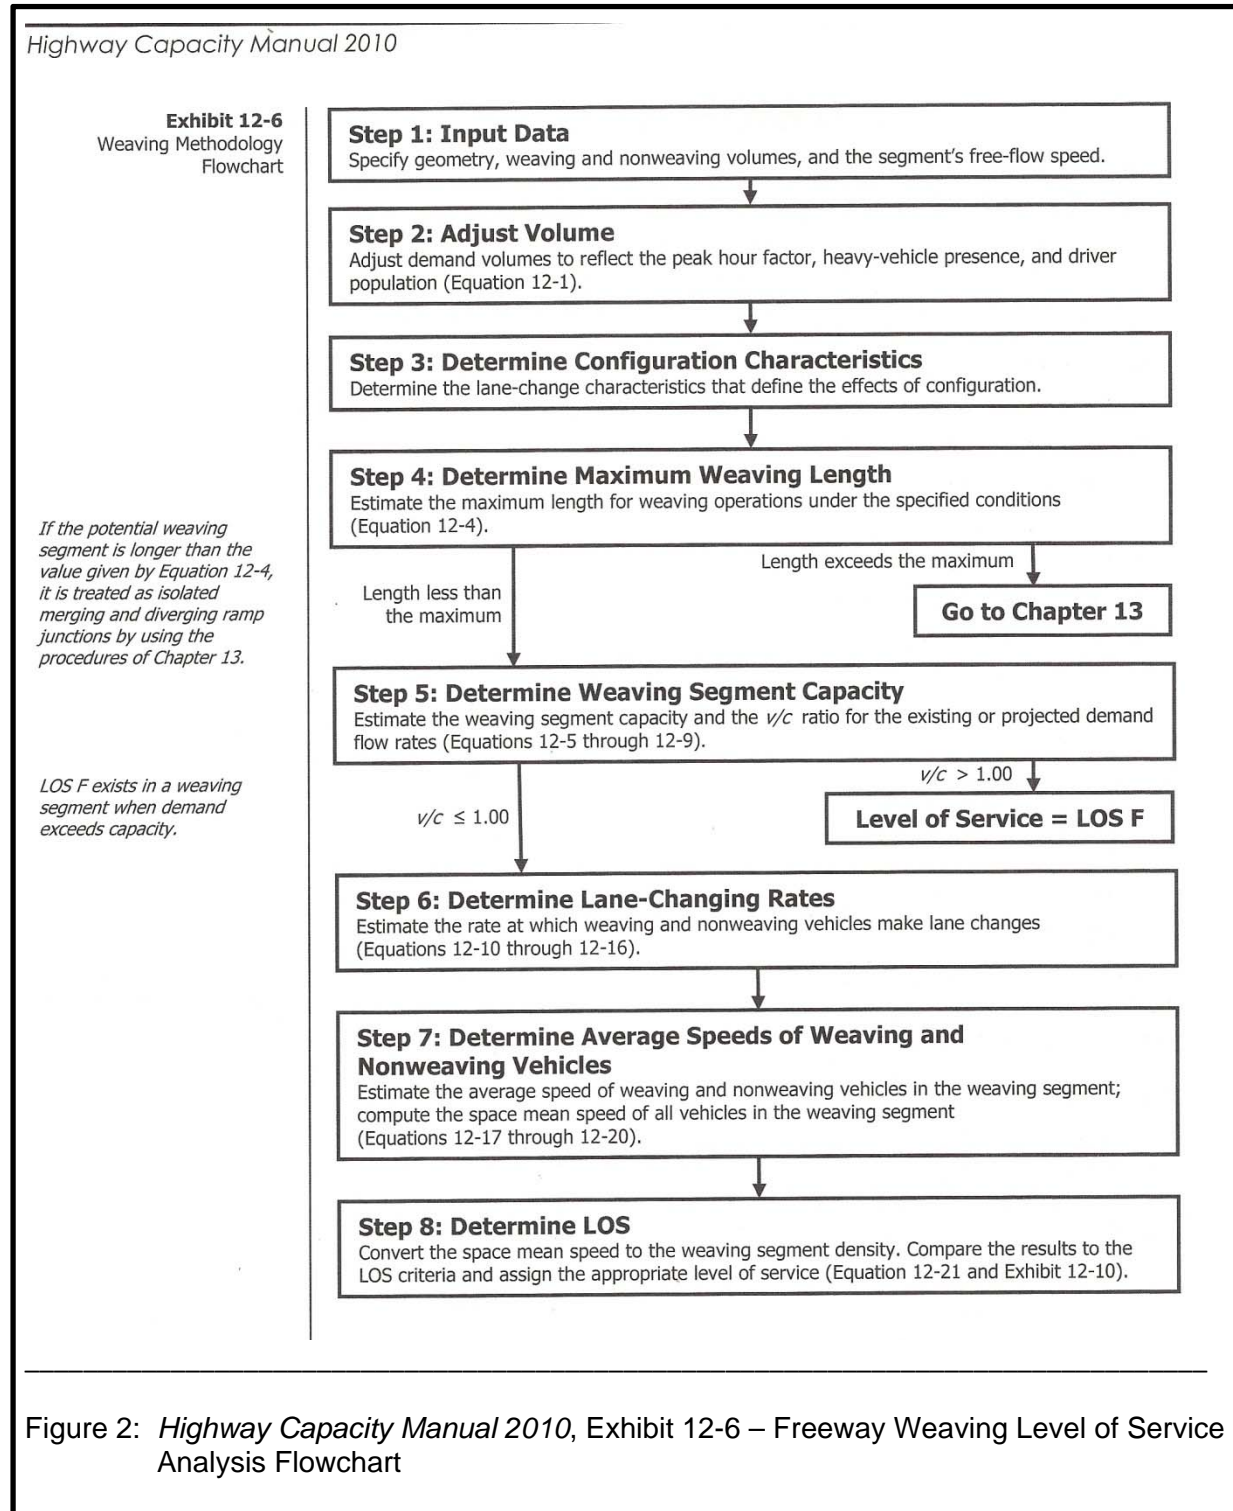 Highway Capacity Manual 2010
Exhibit 12-6
Weaving Methodology
Flowchart
Step 1: Input Data
Specify geometry, weaving and nonweaving volumes, and the segment's free-flow speed.
Step 2: Adjust Volume
Adjust demand volumes to reflect the peak hour factor, heavy-vehicle presence, and driver
population (Equation 12-1).
Step 3: Determine Configuration Characteristics
Determine the lane-change characteristics that define the effects of configuration.
Step 4: Determine Maximum Weaving Length
Estimate the maximum length for weaving operations under the specified conditions
(Equation 12-4).
If the potential weaving
segment is longer than the
value given by Equation 12-4,
it is treated as isolated
merging and diverging ramp
junctions by using the
procedures of Chapter 13.
Length less than
the maximum
Length exceeds the maximum
Go to Chapter 13
Step 5: Determine Weaving Segment Capacity
Estimate the weaving segment capacity and the v/c ratio for the existing or projected demand
flow rates (Equations 12-5 through 12-9).
LOS F exists in a weaving
segment when demand
exceeds capacity.
v/c ≤ 1.00
v/c > 1.00
Level of Service = LOS F
Step 6: Determine Lane-Changing Rates
Estimate the rate at which weaving and nonweaving vehicles make lane changes
(Equations 12-10 through 12-16).
Step 7: Determine Average Speeds of Weaving and
Nonweaving Vehicles
Estimate the average speed of weaving and nonweaving vehicles in the weaving segment;
compute the space mean speed of all vehicles in the weaving segment
(Equations 12-17 through 12-20).
Step 8: Determine LOS
Convert the space mean speed to the weaving segment density. Compare the results to the
LOS criteria and assign the appropriate level of service (Equation 12-21 and Exhibit 12-10).
Figure 2: Highway Capacity Manual 2010, Exhibit 12-6 – Freeway Weaving Level of Service
Analysis Flowchart